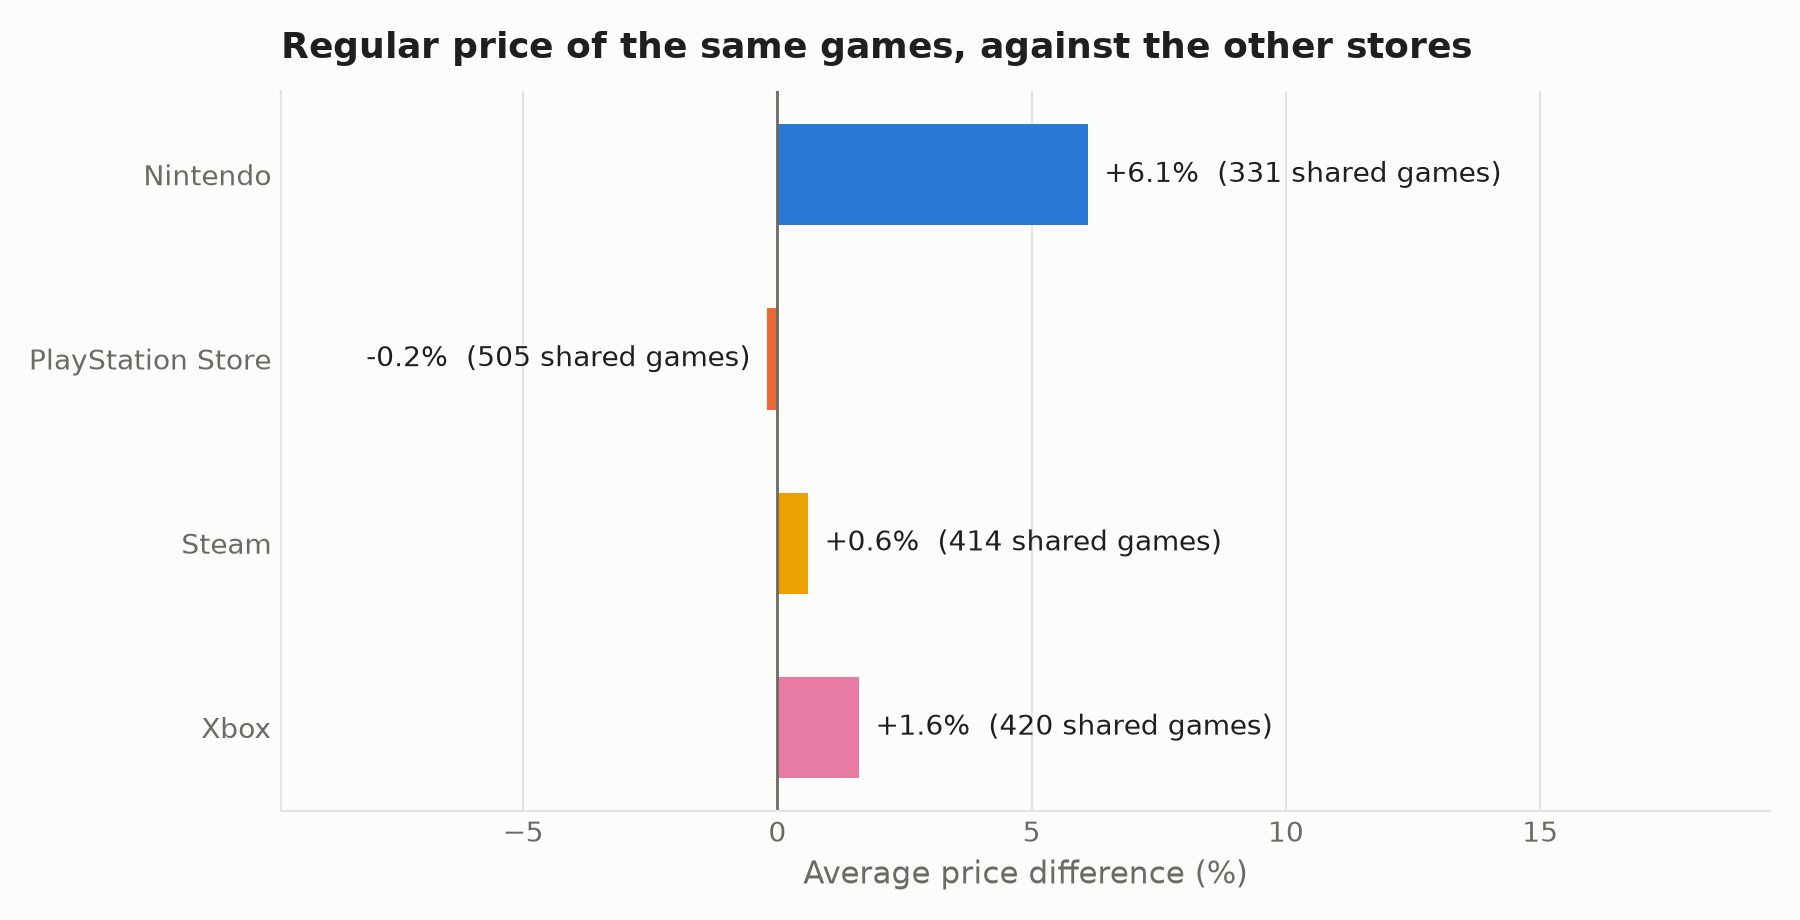 Regular price of the same games, against the other stores
Nintendo
+6.1%  (331 shared games)
PlayStation Store
-0.2%  (505 shared games)
Steam
+0.6%  (414 shared games)
Xbox
+1.6%  (420 shared games)
−5 0 5 10 15
Average price difference (%)